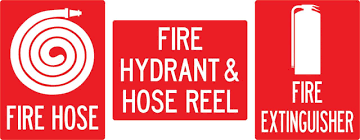 FIRE HOSE
FIRE
HYDRANT &
HOSE REEL
FIRE
EXTINGUISHER